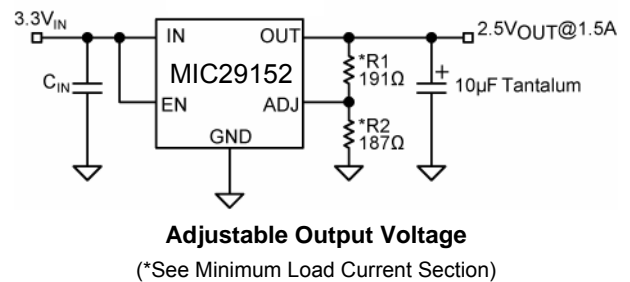 3.3VIN
IN
OUT
2.5VOUT@1.5A
*R1
191Ω
CIN
MIC29152
10µF Tantalum
+
EN
ADJ
*R2
187Ω
GND
Adjustable Output Voltage
(*See Minimum Load Current Section)